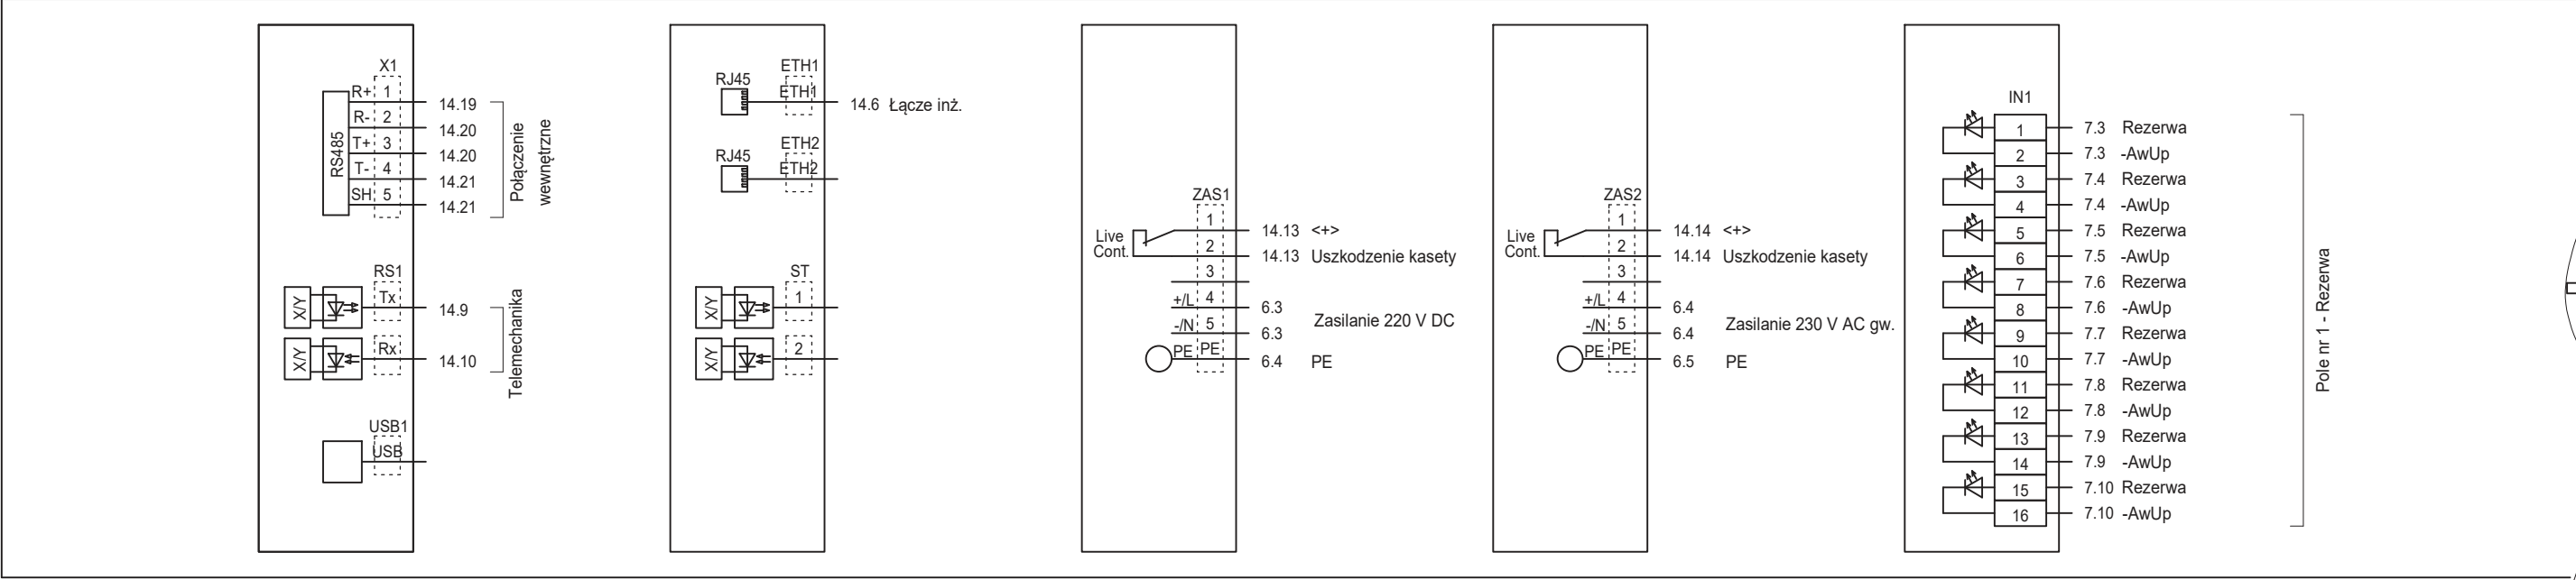 X1
RS485
R+ 1 14.19
R- 2 14.20
T+ 3 14.20
T- 4 14.21
SH 5 14.21
Połączenie
wewnętrzne
RS1
X/Y Tx 14.9
X/Y Rx 14.10
Telemechanika
USB1
USB
ETH1
RJ45 ETH1 14.6 Łącze inż.
ETH2
RJ45 ETH2
ST
X/Y 1
X/Y 2
ZAS1
Live
Cont.
1 14.13 <+>
2 14.13 Uszkodzenie kasety
3
+/L 4 6.3
-/N 5 6.3
Zasilanie 220 V DC
PE PE 6.4 PE
ZAS2
Live
Cont.
1 14.14 <+>
2 14.14 Uszkodzenie kasety
3
+/L 4 6.4
-/N 5 6.4
Zasilanie 230 V AC gw.
PE PE 6.5 PE
IN1
1 7.3 Rezerwa
2 7.3 -AwUp
3 7.4 Rezerwa
4 7.4 -AwUp
5 7.5 Rezerwa
6 7.5 -AwUp
7 7.6 Rezerwa
8 7.6 -AwUp
9 7.7 Rezerwa
10 7.7 -AwUp
11 7.8 Rezerwa
12 7.8 -AwUp
13 7.9 Rezerwa
14 7.9 -AwUp
15 7.10 Rezerwa
16 7.10 -AwUp
Pole nr 1 - Rezerwa